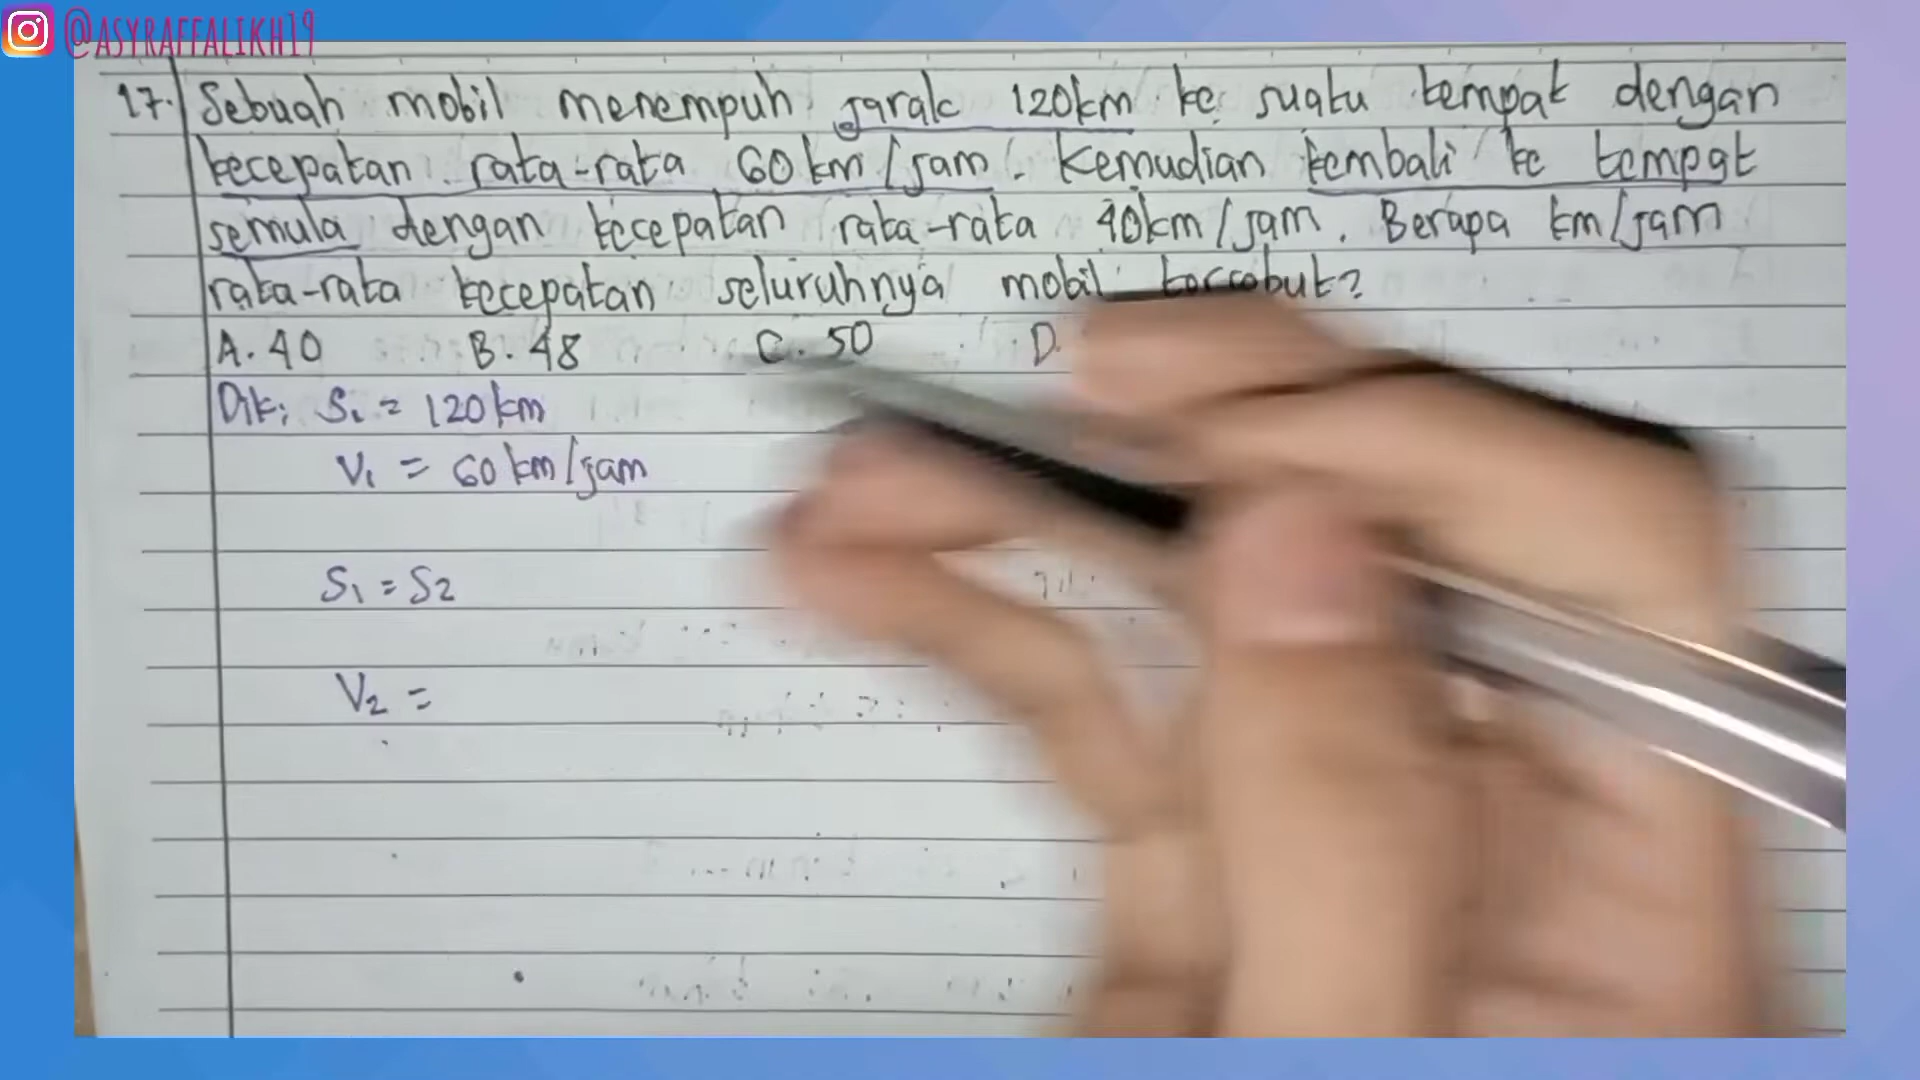 @ASYRAFFALIKH19
17. Sebuah mobil menempuh jarak 120km ke suatu tempat dengan
kecepatan rata-rata 60 km/jam. Kemudian kembali ke tempat
semula dengan kecepatan rata-rata 40km/jam. Berapa km/jam
rata-rata kecepatan seluruhnya mobil tersebut?
A. 40 B. 48 C. 50 D.
Dik: S₁ = 120 km
V₁ = 60 km/jam
S₁ = S₂
V₂ =